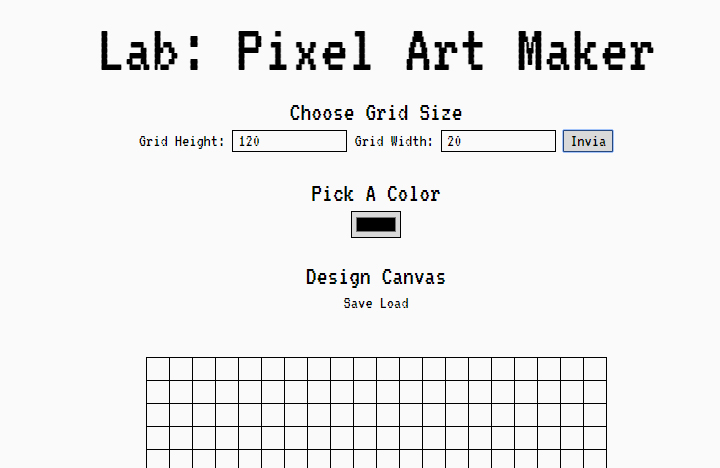 Lab: Pixel Art Maker
Choose Grid Size
Grid Height: 120 Grid Width: 20 Invia
Pick A Color
Design Canvas
Save Load